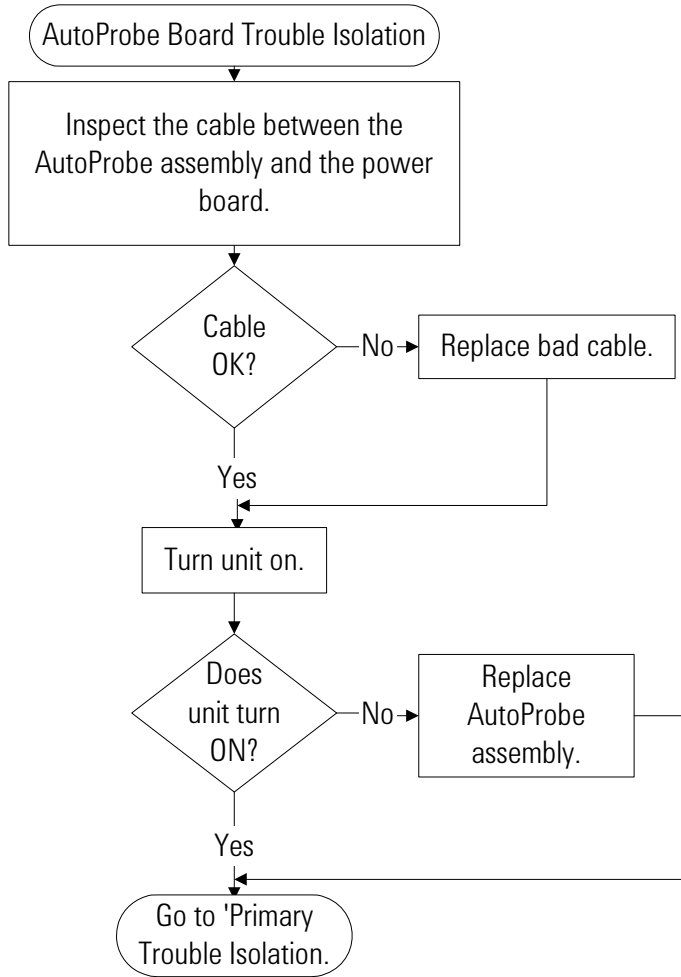 AutoProbe Board Trouble Isolation
Inspect the cable between the
AutoProbe assembly and the power
board.
Cable
OK?
No
Replace bad cable.
Yes
Turn unit on.
Does
unit turn
ON?
No
Replace
AutoProbe
assembly.
Yes
Go to 'Primary
Trouble Isolation.